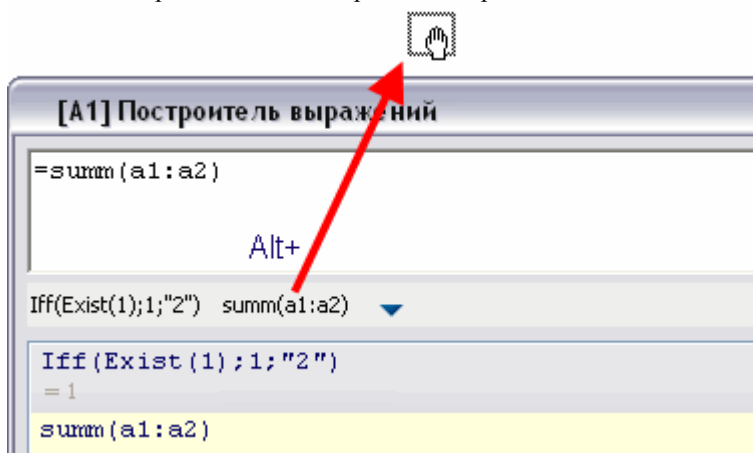 [A1] Построитель выражений
=summ(a1:a2)
Alt+
Iff(Exist(1);1;"2") summ(a1:a2)
Iff(Exist(1);1;"2")
= 1
summ(a1:a2)